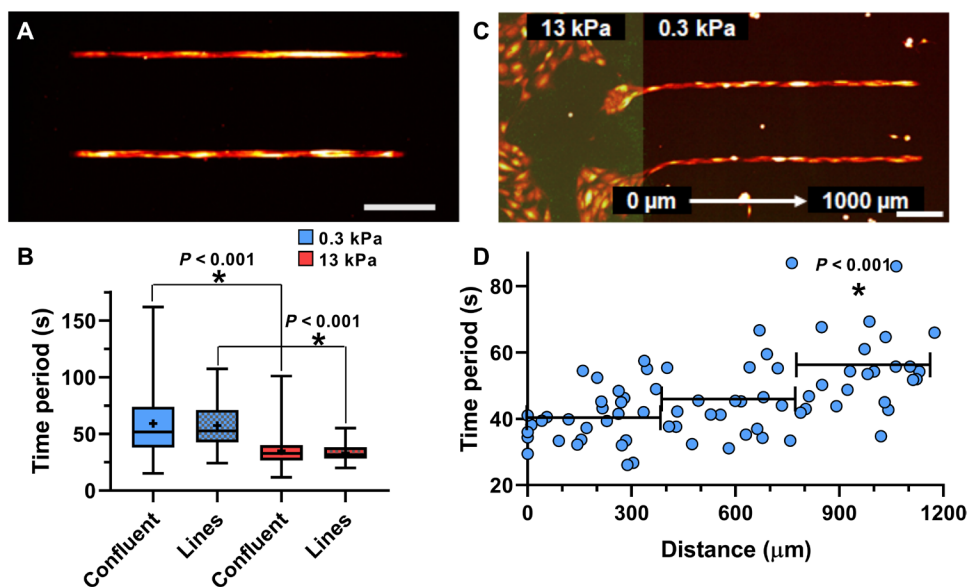 A
C
13 kPa
0.3 kPa
0 µm
1000 µm
B
0.3 kPa
13 kPa
P < 0.001
*
P < 0.001
*
Time period (s)
150
100
50
0
Confluent
Lines
Confluent
Lines
D
P < 0.001
*
Time period (s)
80
60
40
20
0
300
600
900
1200
Distance (µm)